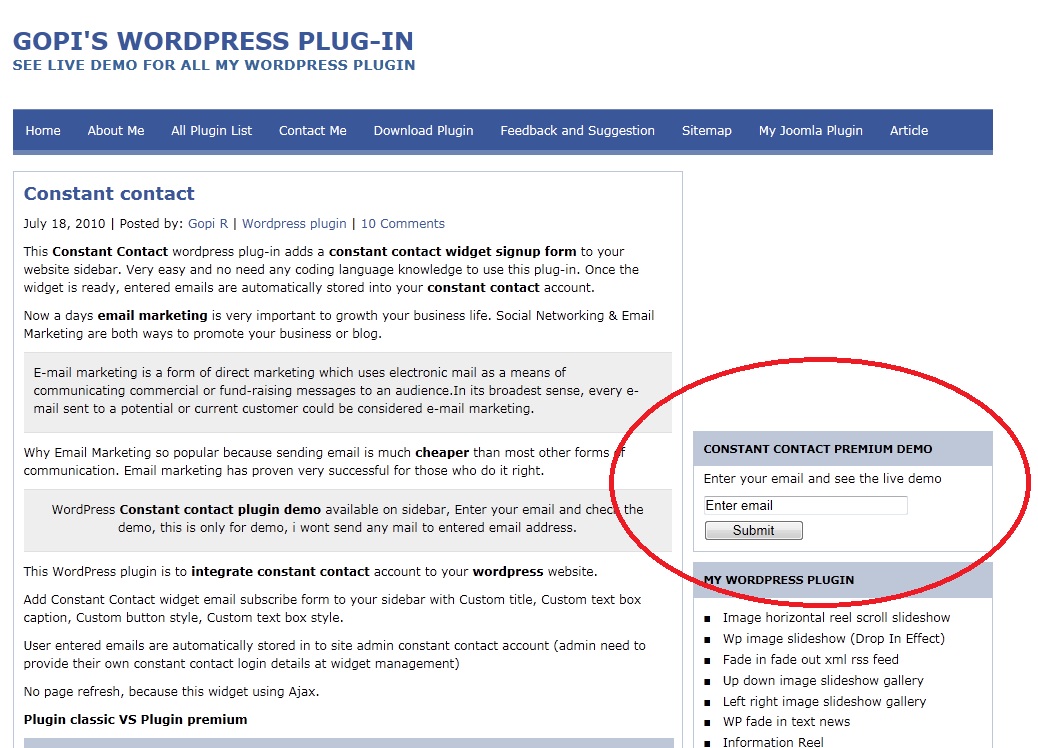 GOPI'S WORDPRESS PLUG-IN
SEE LIVE DEMO FOR ALL MY WORDPRESS PLUGIN
Home About Me All Plugin List Contact Me Download Plugin Feedback and Suggestion Sitemap My Joomla Plugin Article
Constant contact
July 18, 2010 | Posted by: Gopi R | Wordpress plugin | 10 Comments
This Constant Contact wordpress plug-in adds a constant contact widget signup form to your
website sidebar. Very easy and no need any coding language knowledge to use this plug-in. Once the
widget is ready, entered emails are automatically stored into your constant contact account.
Now a days email marketing is very important to growth your business life. Social Networking & Email
Marketing are both ways to promote your business or blog.
E-mail marketing is a form of direct marketing which uses electronic mail as a means of
communicating commercial or fund-raising messages to an audience.In its broadest sense, every e-
mail sent to a potential or current customer could be considered e-mail marketing.
Why Email Marketing so popular because sending email is much cheaper than most other forms of
communication. Email marketing has proven very successful for those who do it right.
WordPress Constant contact plugin demo available on sidebar, Enter your email and check the
demo, this is only for demo, i wont send any mail to entered email address.
This WordPress plugin is to integrate constant contact account to your wordpress website.
Add Constant Contact widget email subscribe form to your sidebar with Custom title, Custom text box
caption, Custom button style, Custom text box style.
User entered emails are automatically stored in to site admin constant contact account (admin need to
provide their own constant contact login details at widget management)
No page refresh, because this widget using Ajax.
Plugin classic VS Plugin premium
CONSTANT CONTACT PREMIUM DEMO
Enter your email and see the live demo
Enter email
Submit
MY WORDPRESS PLUGIN
Image horizontal reel scroll slideshow
Wp image slideshow (Drop In Effect)
Fade in fade out xml rss feed
Up down image slideshow gallery
Left right image slideshow gallery
WP fade in text news
Information Reel